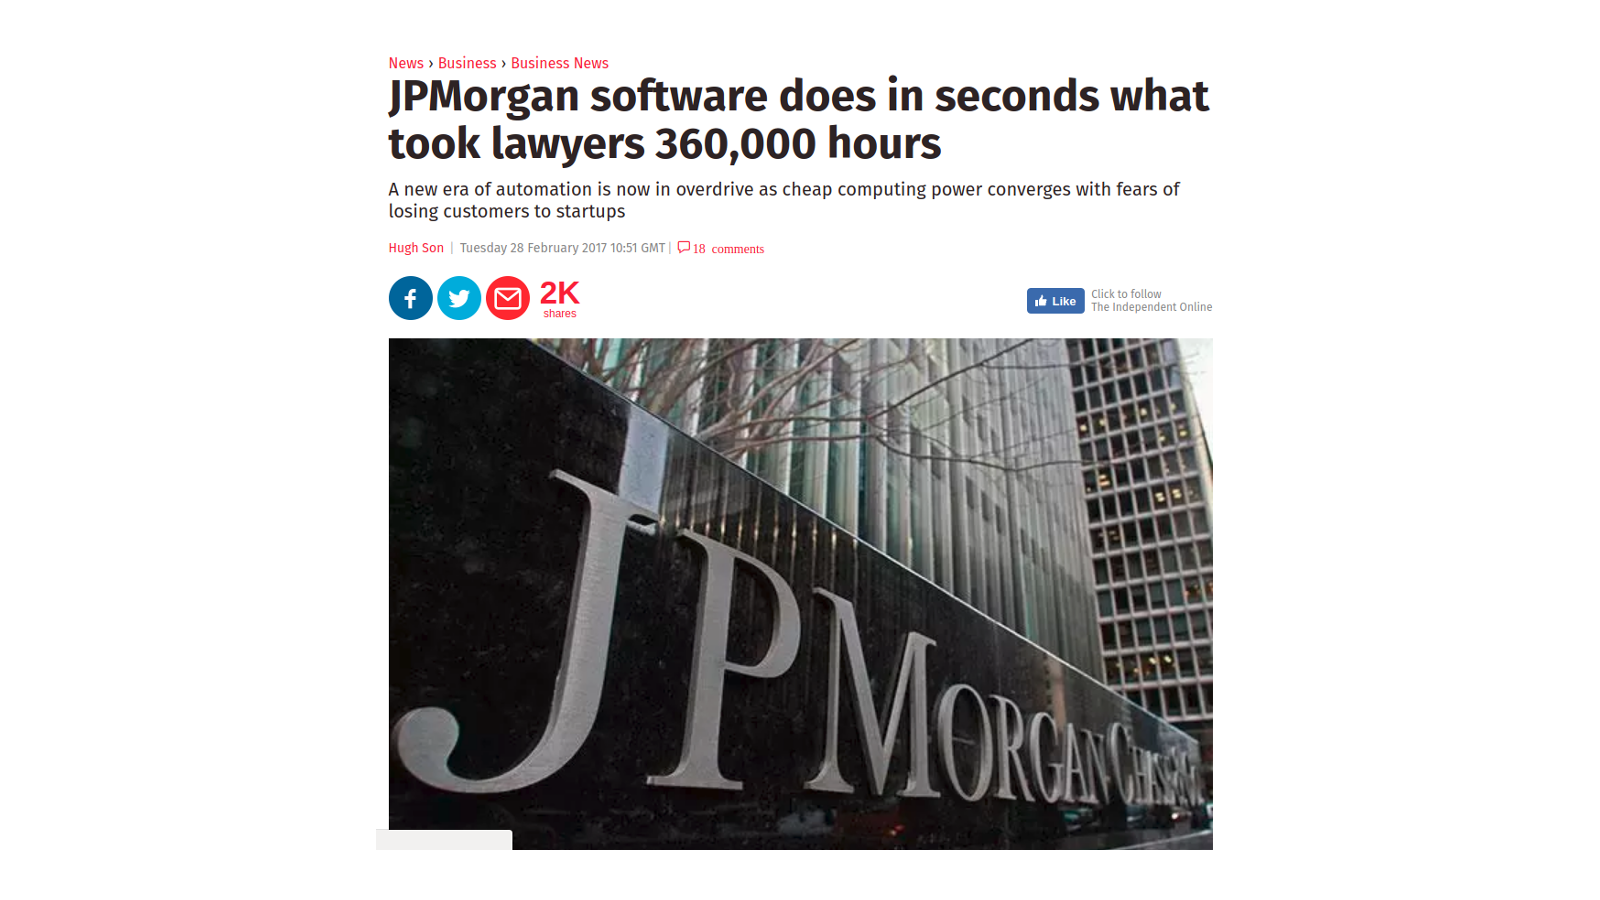 News › Business › Business News
JPMorgan software does in seconds what
took lawyers 360,000 hours
A new era of automation is now in overdrive as cheap computing power converges with fears of
losing customers to startups
Hugh Son | Tuesday 28 February 2017 10:51 GMT | 18 comments
2K
shares
Like
Click to follow
The Independent Online
JPMORGAN CHASE & CO